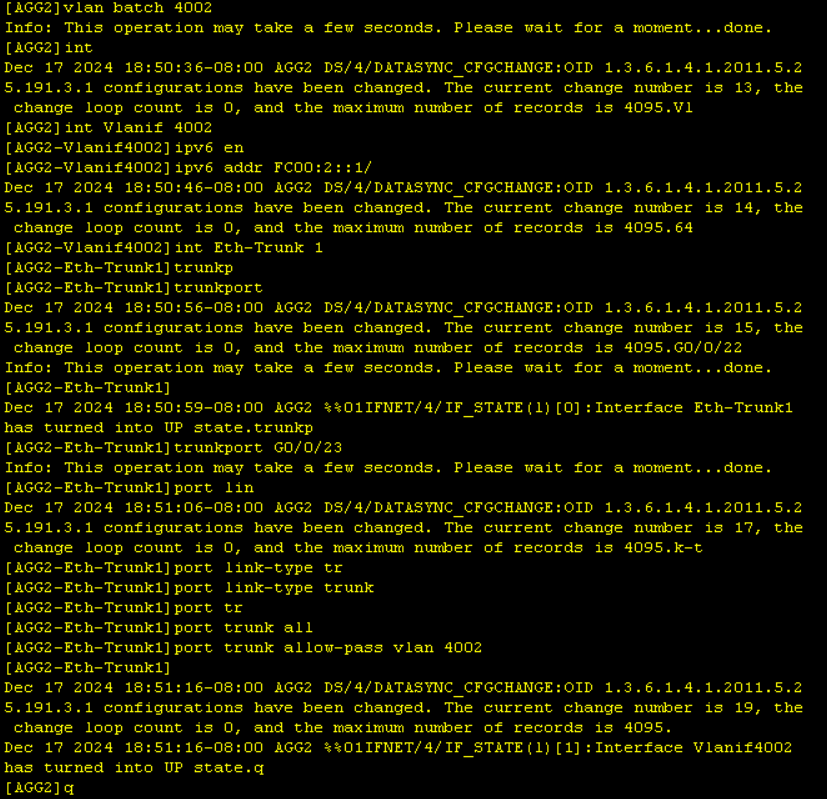 [AGG2]vlan batch 4002
Info: This operation may take a few seconds. Please wait for a moment...done.
[AGG2]int
Dec 17 2024 18:50:36-08:00 AGG2 DS/4/DATASYNC_CFGCHANGE:OID 1.3.6.1.4.1.2011.5.2
5.191.3.1 configurations have been changed. The current change number is 13, the
 change loop count is 0, and the maximum number of records is 4095.Vl
[AGG2]int Vlanif 4002
[AGG2-Vlanif4002]ipv6 en
[AGG2-Vlanif4002]ipv6 addr FC00:2::1/
Dec 17 2024 18:50:46-08:00 AGG2 DS/4/DATASYNC_CFGCHANGE:OID 1.3.6.1.4.1.2011.5.2
5.191.3.1 configurations have been changed. The current change number is 14, the
 change loop count is 0, and the maximum number of records is 4095.64
[AGG2-Vlanif4002]int Eth-Trunk 1
[AGG2-Eth-Trunk1]trunkp
[AGG2-Eth-Trunk1]trunkport
Dec 17 2024 18:50:56-08:00 AGG2 DS/4/DATASYNC_CFGCHANGE:OID 1.3.6.1.4.1.2011.5.2
5.191.3.1 configurations have been changed. The current change number is 15, the
 change loop count is 0, and the maximum number of records is 4095.G0/0/22
Info: This operation may take a few seconds. Please wait for a moment...done.
[AGG2-Eth-Trunk1]
Dec 17 2024 18:50:59-08:00 AGG2 %%01IFNET/4/IF_STATE(l)[0]:Interface Eth-Trunk1
has turned into UP state.trunkp
[AGG2-Eth-Trunk1]trunkport G0/0/23
Info: This operation may take a few seconds. Please wait for a moment...done.
[AGG2-Eth-Trunk1]port lin
Dec 17 2024 18:51:06-08:00 AGG2 DS/4/DATASYNC_CFGCHANGE:OID 1.3.6.1.4.1.2011.5.2
5.191.3.1 configurations have been changed. The current change number is 17, the
 change loop count is 0, and the maximum number of records is 4095.k-t
[AGG2-Eth-Trunk1]port link-type tr
[AGG2-Eth-Trunk1]port link-type trunk
[AGG2-Eth-Trunk1]port tr
[AGG2-Eth-Trunk1]port trunk all
[AGG2-Eth-Trunk1]port trunk allow-pass vlan 4002
[AGG2-Eth-Trunk1]
Dec 17 2024 18:51:16-08:00 AGG2 DS/4/DATASYNC_CFGCHANGE:OID 1.3.6.1.4.1.2011.5.2
5.191.3.1 configurations have been changed. The current change number is 19, the
 change loop count is 0, and the maximum number of records is 4095.
Dec 17 2024 18:51:16-08:00 AGG2 %%01IFNET/4/IF_STATE(l)[1]:Interface Vlanif4002
has turned into UP state.q
[AGG2]q